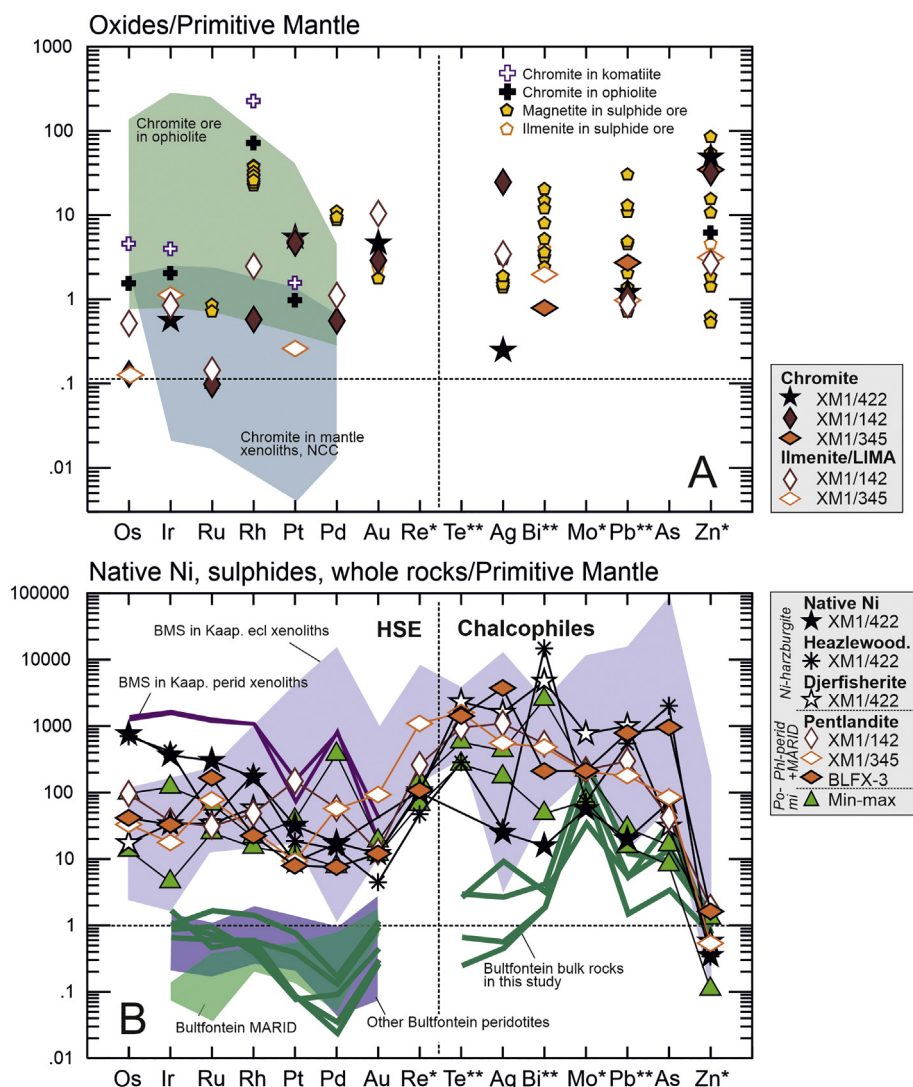 Oxides/Primitive Mantle
1000
100
10
1
.1
.01
Chromite in komatiite
Chromite in ophiolite
Magnetite in sulphide ore
Ilmenite in sulphide ore
Chromite ore
in ophiolite
Chromite in mantle
xenoliths, NCC
A
Os Ir Ru Rh Pt Pd Au Re* Te** Ag Bi** Mo* Pb** As Zn*
Chromite
XM1/422
XM1/142
XM1/345
Ilmenite/LIMA
XM1/142
XM1/345
Native Ni, sulphides, whole rocks/Primitive Mantle
100000
10000
1000
100
10
1
.1
.01
BMS in Kaap. ecl xenoliths
BMS in Kaap. perid xenoliths
HSE
Chalcophiles
Bultfontein bulk rocks
in this study
Bultfontein MARID
Other Bultfontein peridotites
B
Os Ir Ru Rh Pt Pd Au Re* Te** Ag Bi** Mo* Pb** As Zn*
Ni-harzburgite
Native Ni
XM1/422
Heazlewood.
XM1/422
Djerfisherite
XM1/422
Phl-perid
+MARID
Pentlandite
XM1/142
XM1/345
BLFX-3
Po-
mi
Min-max